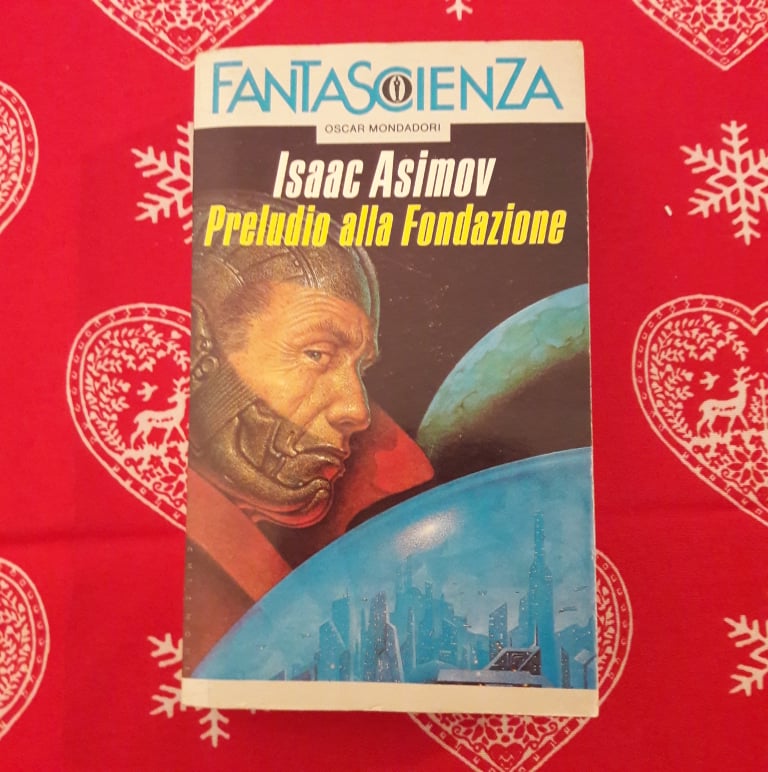 FANTASCIENZA
OSCAR MONDADORI
Isaac Asimov
Preludio alla Fondazione